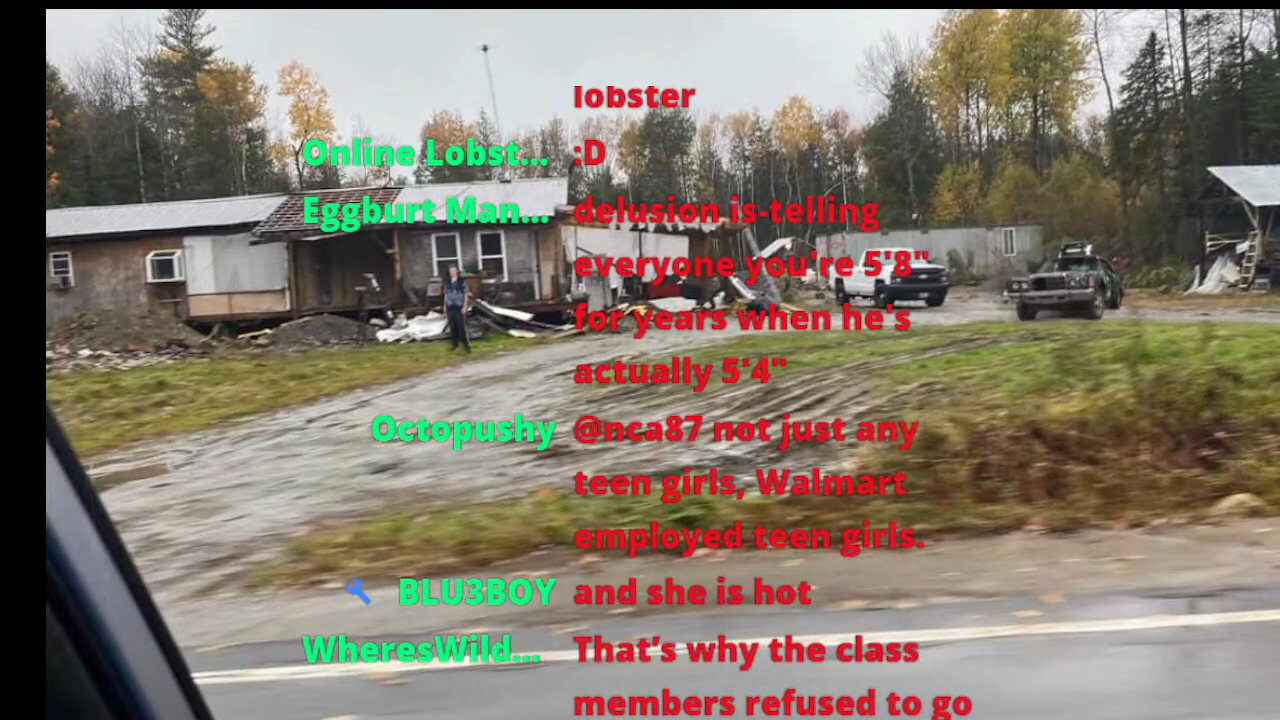 lobster
Online Lobst... :D
Eggburt Man... delusion is-telling
everyone you're 5'8"
for years when he's
actually 5'4"
Octopushy @nca87 not just any
teen girls, Walmart
employed teen girls.
BLU3BOY and she is hot
WheresWild... That's why the class
members refused to go